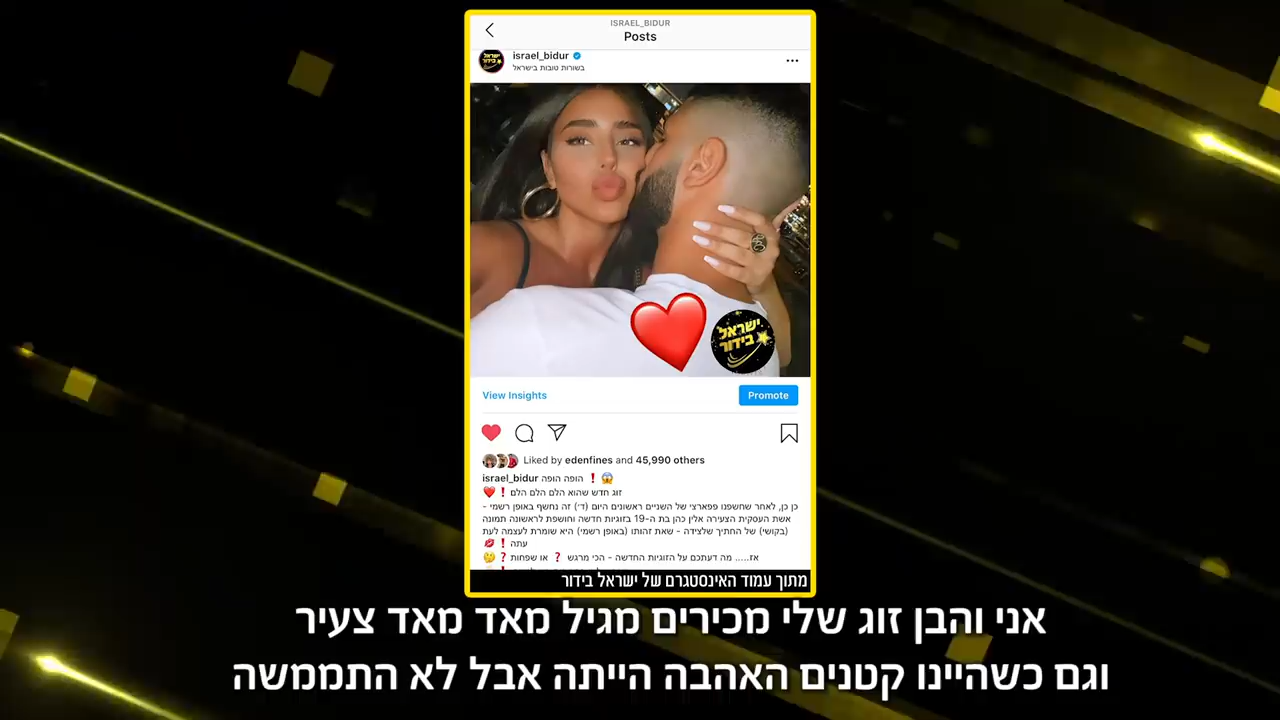 ISRAEL_BIDUR
Posts
israel_bidur
בשורות טובות בישראל
ישראל בידור
ישראל
בידור
View Insights
Promote
Liked by edenfines and 45,990 others
israel_bidur הופה הופה ❗ 😱
זוג חדש שהוא הלם הלם הלם ❗ ❤️
כן כן, לאחר שחשפנו פפארצי של השניים ראשונים היום (ד׳) זה נחשף באופן רשמי -
אשת העסקית הצעירה אלין כהן בת ה-19 בזוגיות חדשה וחושפת לראשונה תמונה
(בקושי) של החתיך שלצידה - שאת זהותו (באופן רשמי) היא שומרת לעצמה לעת
עתה ❗ 💋
אז..... מה דעתכם על הזוגיות החדשה - הכי מרגש ❓ או שפחות ❓ 🤔
מתוך עמוד האינסטגרם של ישראל בידור
אני והבן זוג שלי מכירים מגיל מאד מאד צעיר
וגם כשהיינו קטנים האהבה הייתה אבל לא התממשה